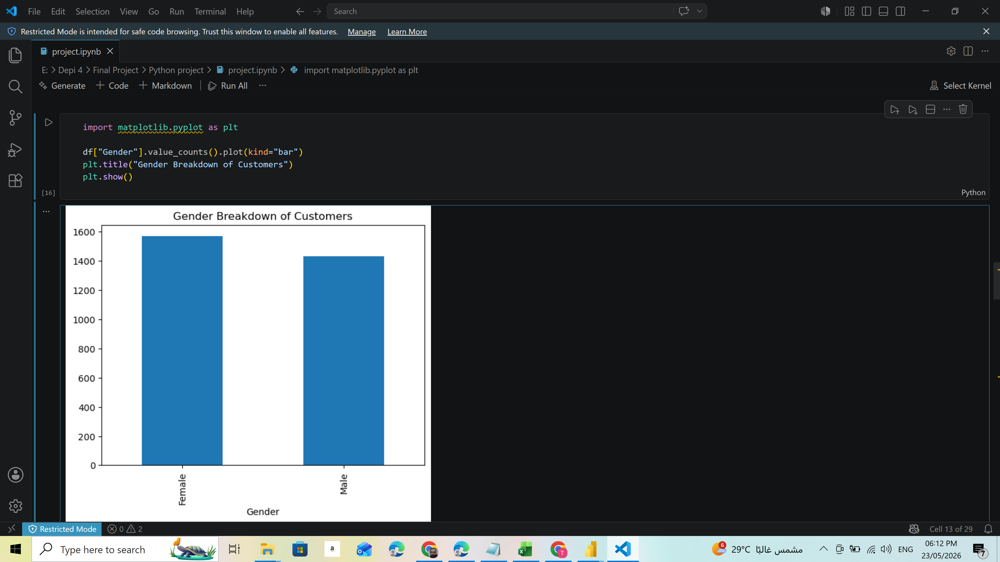 File Edit Selection View Go Run Terminal Help
Search
Restricted Mode is intended for safe code browsing. Trust this window to enable all features. Manage Learn More
project.ipynb
E: > Depi 4 > Final Project > Python project > project.ipynb > import matplotlib.pyplot as plt
Generate + Code + Markdown Run All ... Select Kernel
import matplotlib.pyplot as plt
df["Gender"].value_counts().plot(kind="bar")
plt.title("Gender Breakdown of Customers")
plt.show()
[16]
Python
Gender Breakdown of Customers
1600
1400
1200
1000
800
600
400
200
0
Female
Male
Gender
Restricted Mode 0 2 Cell 13 of 29
Type here to search
a
T
6
29°C مشمس غالبًا
ENG
06:12 PM
23/05/2026
7